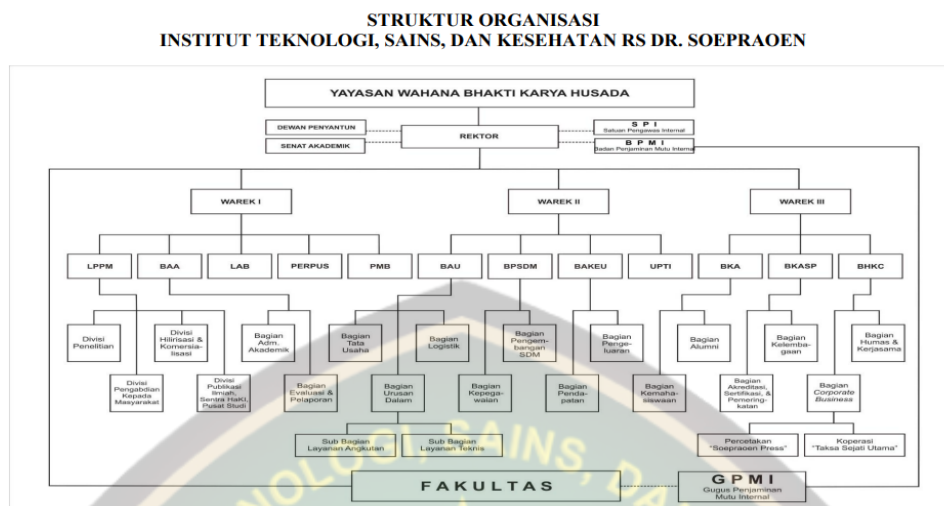 STRUKTUR ORGANISASI
INSTITUT TEKNOLOGI, SAINS, DAN KESEHATAN RS DR. SOEPRAOEN
YAYASAN WAHANA BHAKTI KARYA HUSADA
DEWAN PENYANTUN
SENAT AKADEMIK
REKTOR
S P I
Satuan Pengawas Internal
B P M I
Badan Penjaminan Mutu Internal
WAREK I
WAREK II
WAREK III
LPPM
BAA
LAB
PERPUS
PMB
BAU
BPSDM
BAKEU
UPTI
BKA
BKASP
BHKC
Divisi
Penelitian
Divisi
Hilirisasi &
Komersia-
lisasi
Bagian
Adm.
Akademik
Bagian
Tata
Usaha
Bagian
Logistik
Bagian
Pengem-
bangan
SDM
Bagian
Penge-
luaran
Bagian
Alumni
Bagian
Kelemba-
gaan
Bagian
Humas &
Kerjasama
Divisi
Pengabdian
Kepada
Masyarakat
Divisi
Publikasi
Ilmiah,
Sentra HaKI,
Pusat Studi
Bagian
Evaluasi &
Pelaporan
Bagian
Urusan
Dalam
Bagian
Kepega-
waian
Bagian
Penda-
patan
Bagian
Kemaha-
siswaan
Bagian
Akreditasi,
Sertifikasi, &
Pemering-
katan
Bagian
Corporate
Business
Sub Bagian
Layanan Angkutan
Sub Bagian
Layanan Teknis
Percetakan
"Soepraoen Press"
Koperasi
"Taksa Sejati Utama"
FAKULTAS
G P M I
Gugus Penjaminan
Mutu Internal
NOLOGI, SAINS, DA